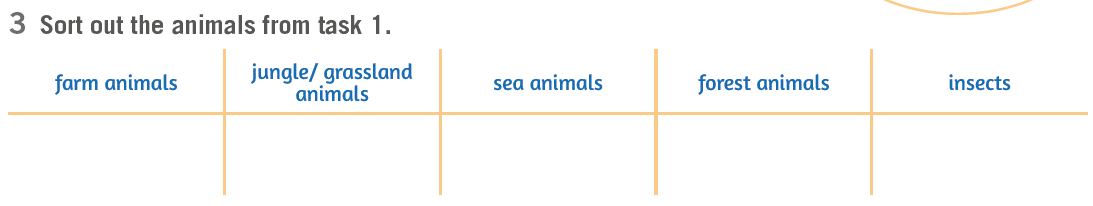 3 Sort out the animals from task 1.
farm animals
jungle/ grassland
animals
sea animals
forest animals
insects